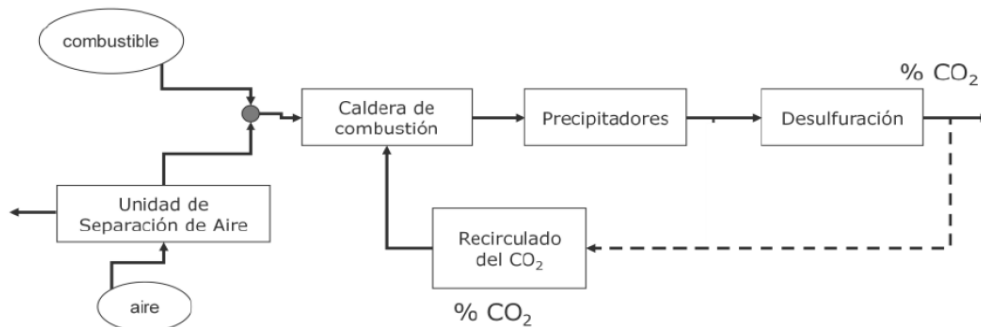 combustible
% CO₂
Caldera de
combustión
Precipitadores
Desulfuración
Unidad de
Separación de Aire
Recirculado
del CO₂
aire
% CO₂